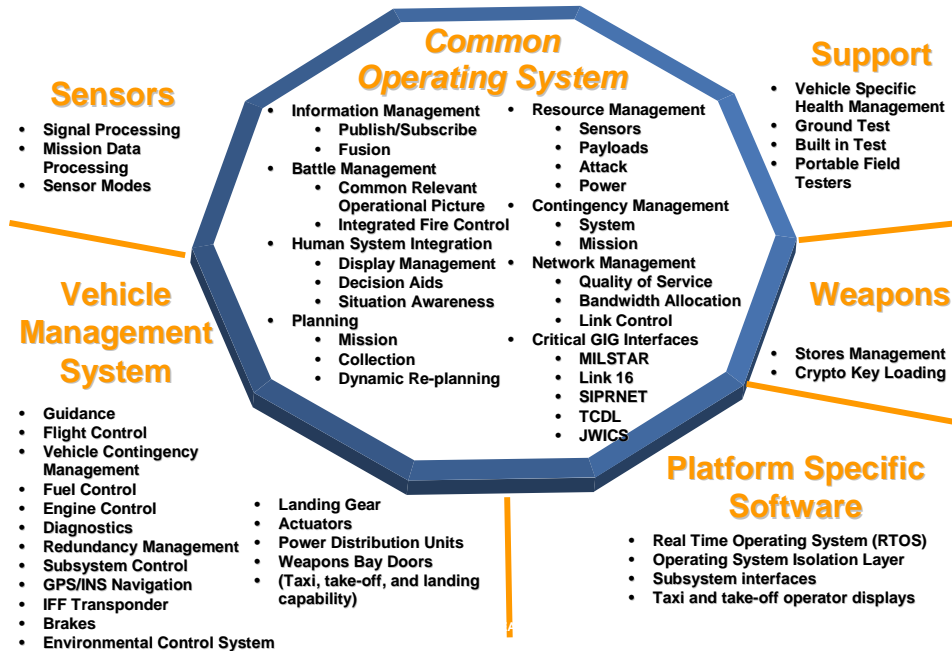 Common
Operating System
• Information Management
• Publish/Subscribe
• Fusion
• Battle Management
• Common Relevant
Operational Picture
• Integrated Fire Control
• Human System Integration
• Display Management
• Decision Aids
• Situation Awareness
• Planning
• Mission
• Collection
• Dynamic Re-planning
• Resource Management
• Sensors
• Payloads
• Attack
• Power
• Contingency Management
• System
• Mission
• Network Management
• Quality of Service
• Bandwidth Allocation
• Link Control
• Critical GIG Interfaces
• MILSTAR
• Link 16
• SIPRNET
• TCDL
• JWICS
Sensors
• Signal Processing
• Mission Data
Processing
• Sensor Modes
Support
• Vehicle Specific
Health Management
• Ground Test
• Built in Test
• Portable Field
Testers
Vehicle
Management
System
• Guidance
• Flight Control
• Vehicle Contingency
Management
• Fuel Control
• Engine Control
• Diagnostics
• Redundancy Management
• Subsystem Control
• GPS/INS Navigation
• IFF Transponder
• Brakes
• Environmental Control System
• Landing Gear
• Actuators
• Power Distribution Units
• Weapons Bay Doors
• (Taxi, take-off, and landing
capability)
Weapons
• Stores Management
• Crypto Key Loading
Platform Specific
Software
• Real Time Operating System (RTOS)
• Operating System Isolation Layer
• Subsystem interfaces
• Taxi and take-off operator displays